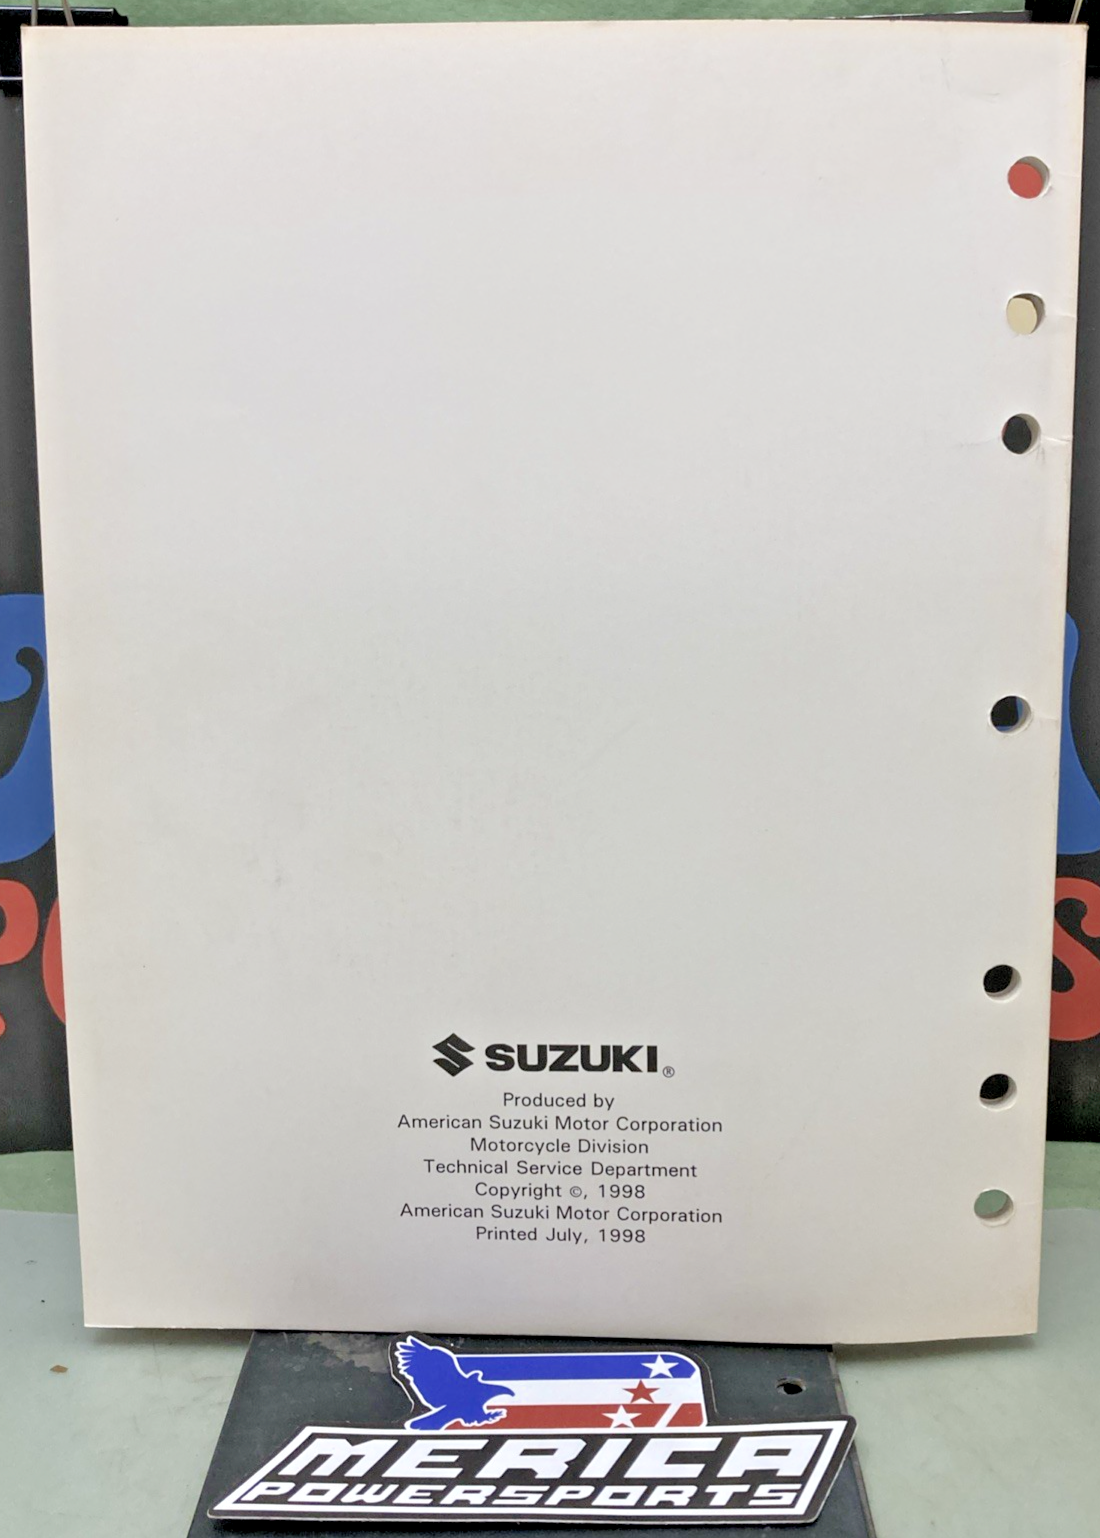 SUZUKI®
Produced by
American Suzuki Motor Corporation
Motorcycle Division
Technical Service Department
Copyright ©, 1998
American Suzuki Motor Corporation
Printed July, 1998
MERICA
POWERSPORTS